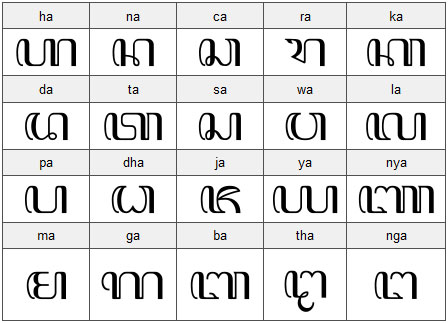 ha na ca ra ka
ꦲ ꦤ ꦕ ꦫ ꦏ
da ta sa wa la
ꦢ ꦠ ꦱ ꦮ ꦭ
pa dha ja ya nya
ꦥ ꦝ ꦗ ꦪ ꦚ
ma ga ba tha nga
ꦩ ꦒ ꦧ ꦛ ꦔ